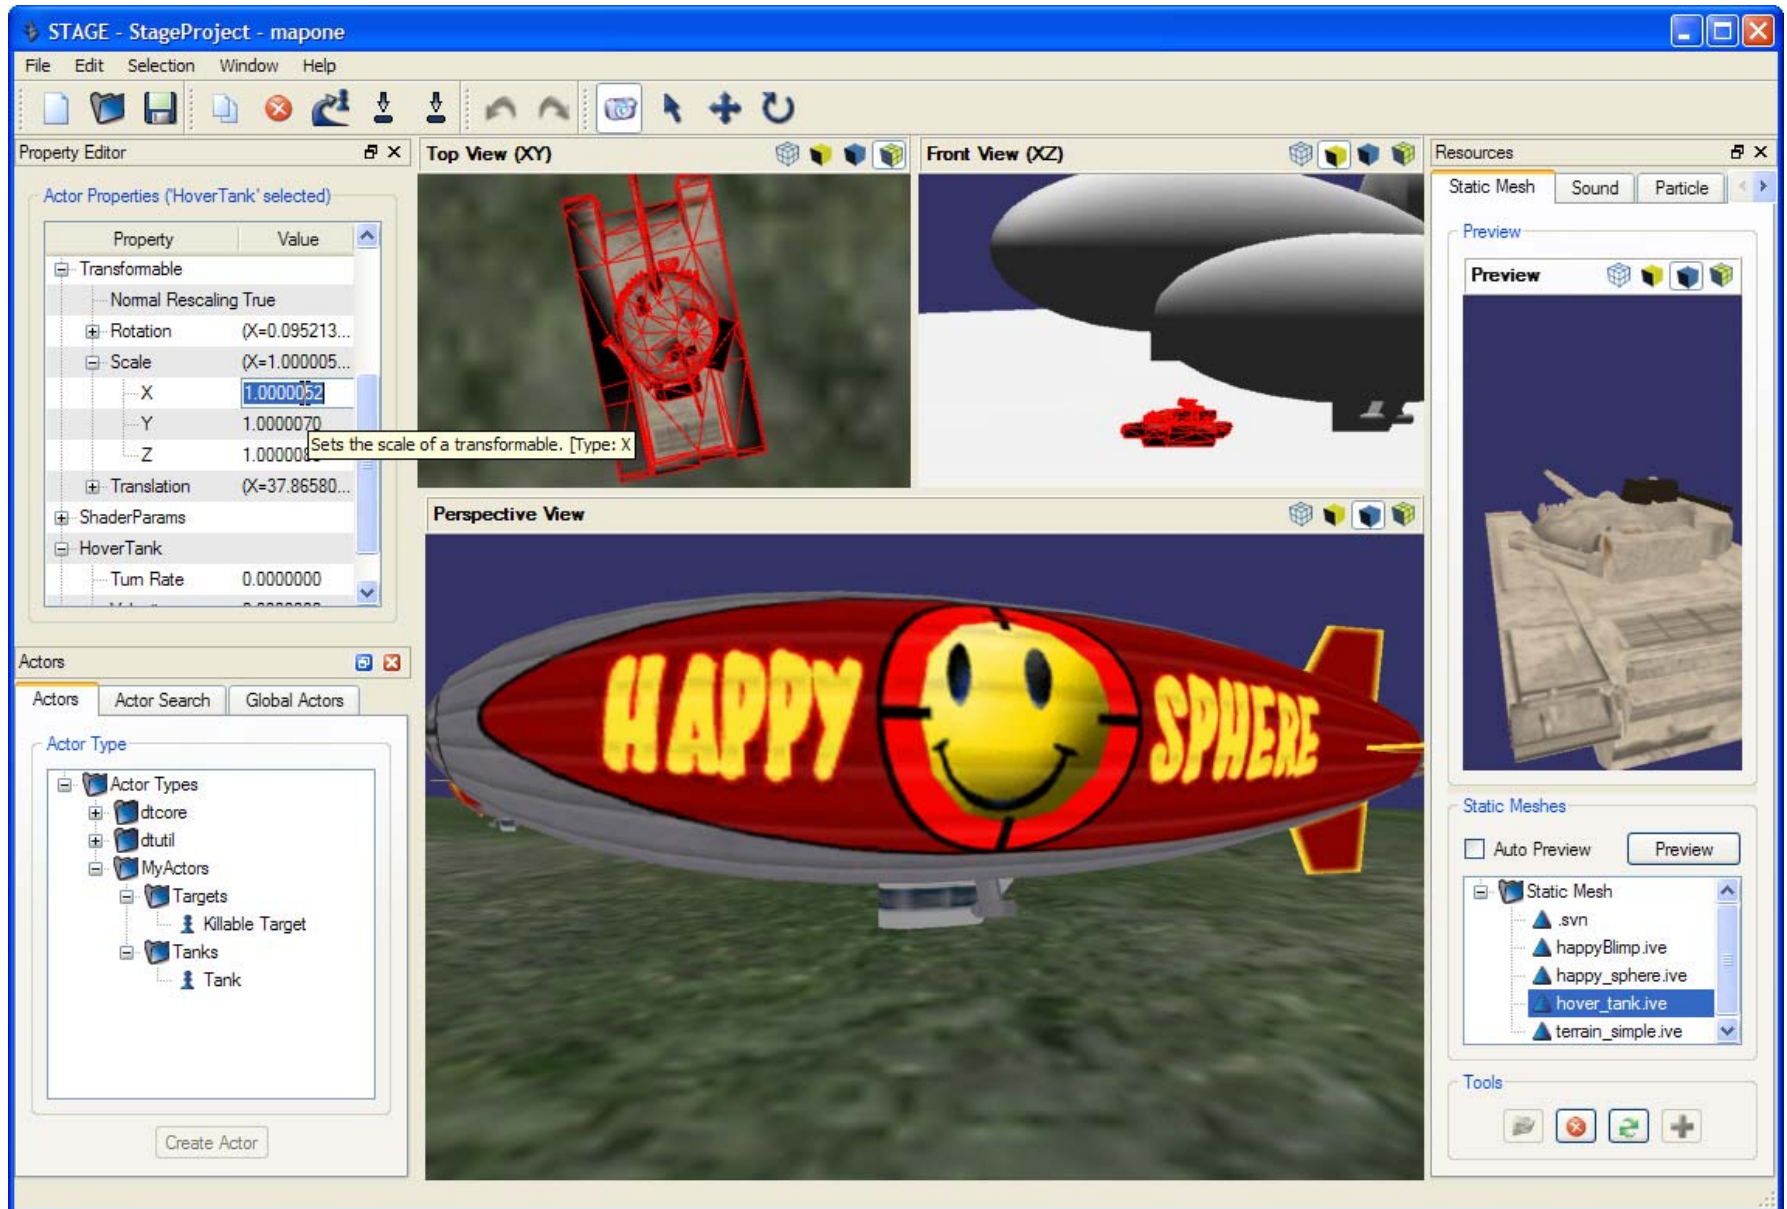 STAGE - StageProject - mapone
File Edit Selection Window Help
Property Editor
Actor Properties ('HoverTank' selected)
Property Value
Transformable
Normal Rescaling True
Rotation (X=0.095213...
Scale (X=1.000005...
X 1.0000052
Y 1.0000070
Z 1.000008
Sets the scale of a transformable. [Type: X
Translation (X=37.86580...
ShaderParams
HoverTank
Turn Rate 0.0000000
Actors
Actors Actor Search Global Actors
Actor Type
Actor Types
dtcore
dtutil
MyActors
Targets
Killable Target
Tanks
Tank
Create Actor
Top View (XY)
Front View (XZ)
Perspective View
HAPPY SPHERE
Resources
Static Mesh Sound Particle
Preview
Preview
Static Meshes
Auto Preview Preview
Static Mesh
.svn
happyBlimp.ive
happy_sphere.ive
hover_tank.ive
terrain_simple.ive
Tools